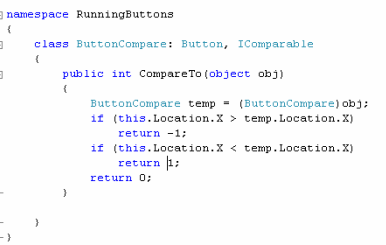 namespace RunningButtons
{
    class ButtonCompare: Button, IComparable
    {
        public int CompareTo(object obj)
        {
            ButtonCompare temp = (ButtonCompare)obj;
            if (this.Location.X > temp.Location.X)
                return -1;
            if (this.Location.X < temp.Location.X)
                return 1;
            return 0;
        }

    }
}